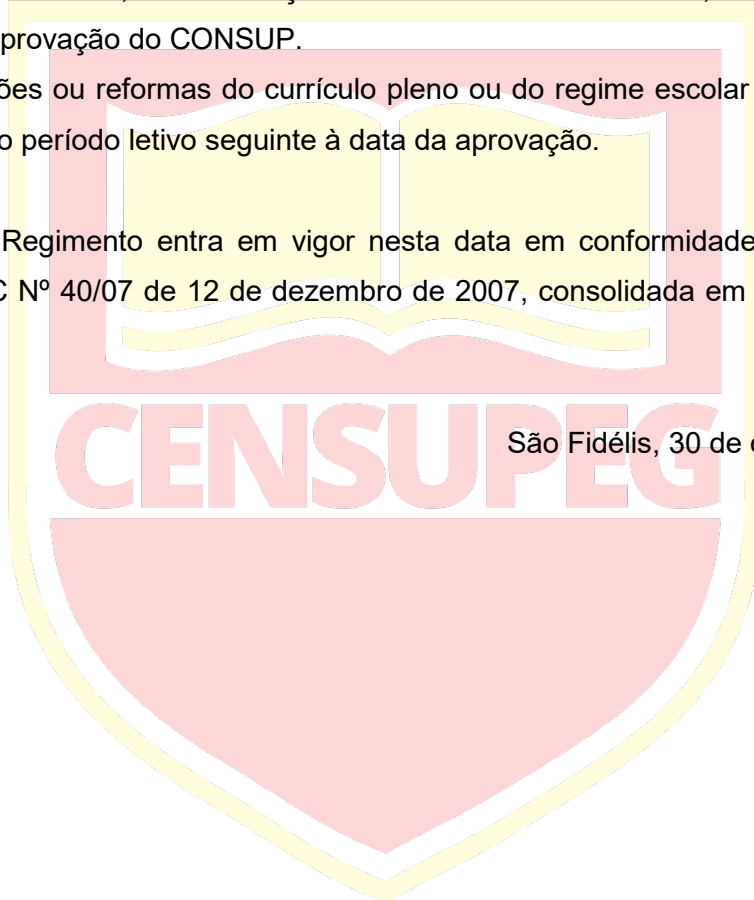 provação do CONSUP.
ões ou reformas do currículo pleno ou do regime escolar
o período letivo seguinte à data da aprovação.
Regimento entra em vigor nesta data em conformidade
Nº 40/07 de 12 de dezembro de 2007, consolidada em
São Fidélis, 30 de
CENSUPEG